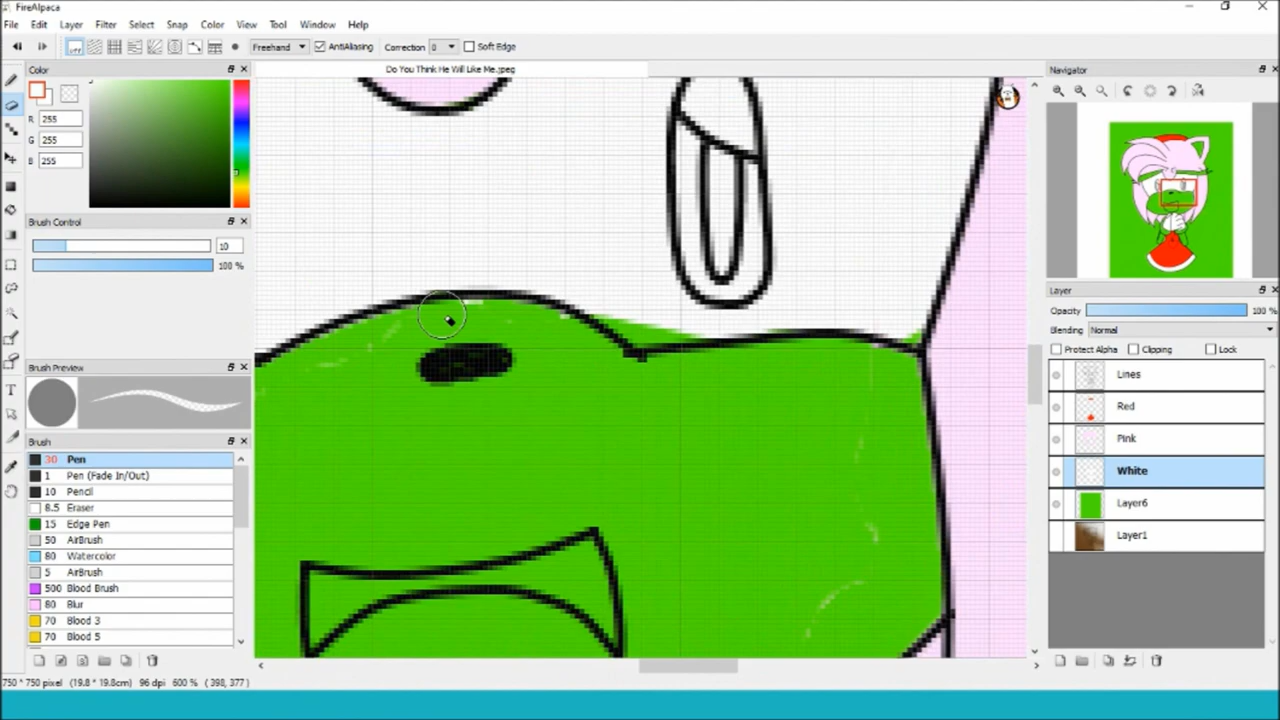 FireAlpaca
File Edit Layer Filter Select Snap Color View Tool Window Help
OFF Freehand AntiAliasing Correction 0 Soft Edge
Color
Do You Think He Will Like Me.jpeg
Navigator
R 255
G 255
B 255
Brush Control
10
100 %
Brush Preview
Brush
30 Pen
1 Pen (Fade In/Out)
10 Pencil
8.5 Eraser
15 Edge Pen
50 AirBrush
80 Watercolor
5 AirBrush
500 Blood Brush
80 Blur
70 Blood 3
70 Blood 5
Layer
Opacity 100 %
Blending Normal
Protect Alpha Clipping Lock
Lines
Red
Pink
White
Layer6
Layer1
750 * 750 pixel (19.8 * 19.8cm) 96 dpi 600 % ( 398, 377 )